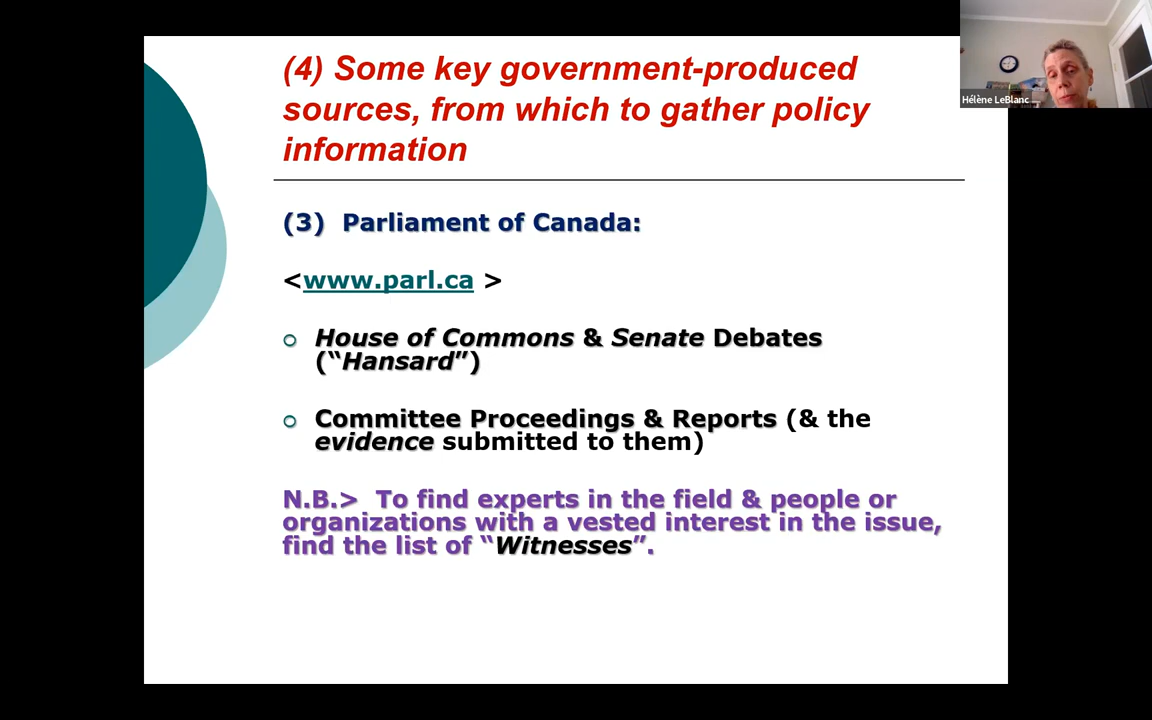 (4) Some key government-produced
sources, from which to gather policy
information
Hélène LeBlanc
(3) Parliament of Canada:
<www.parl.ca >
House of Commons & Senate Debates
(“Hansard”)
Committee Proceedings & Reports (& the
evidence submitted to them)
N.B.> To find experts in the field & people or
organizations with a vested interest in the issue,
find the list of “Witnesses”.